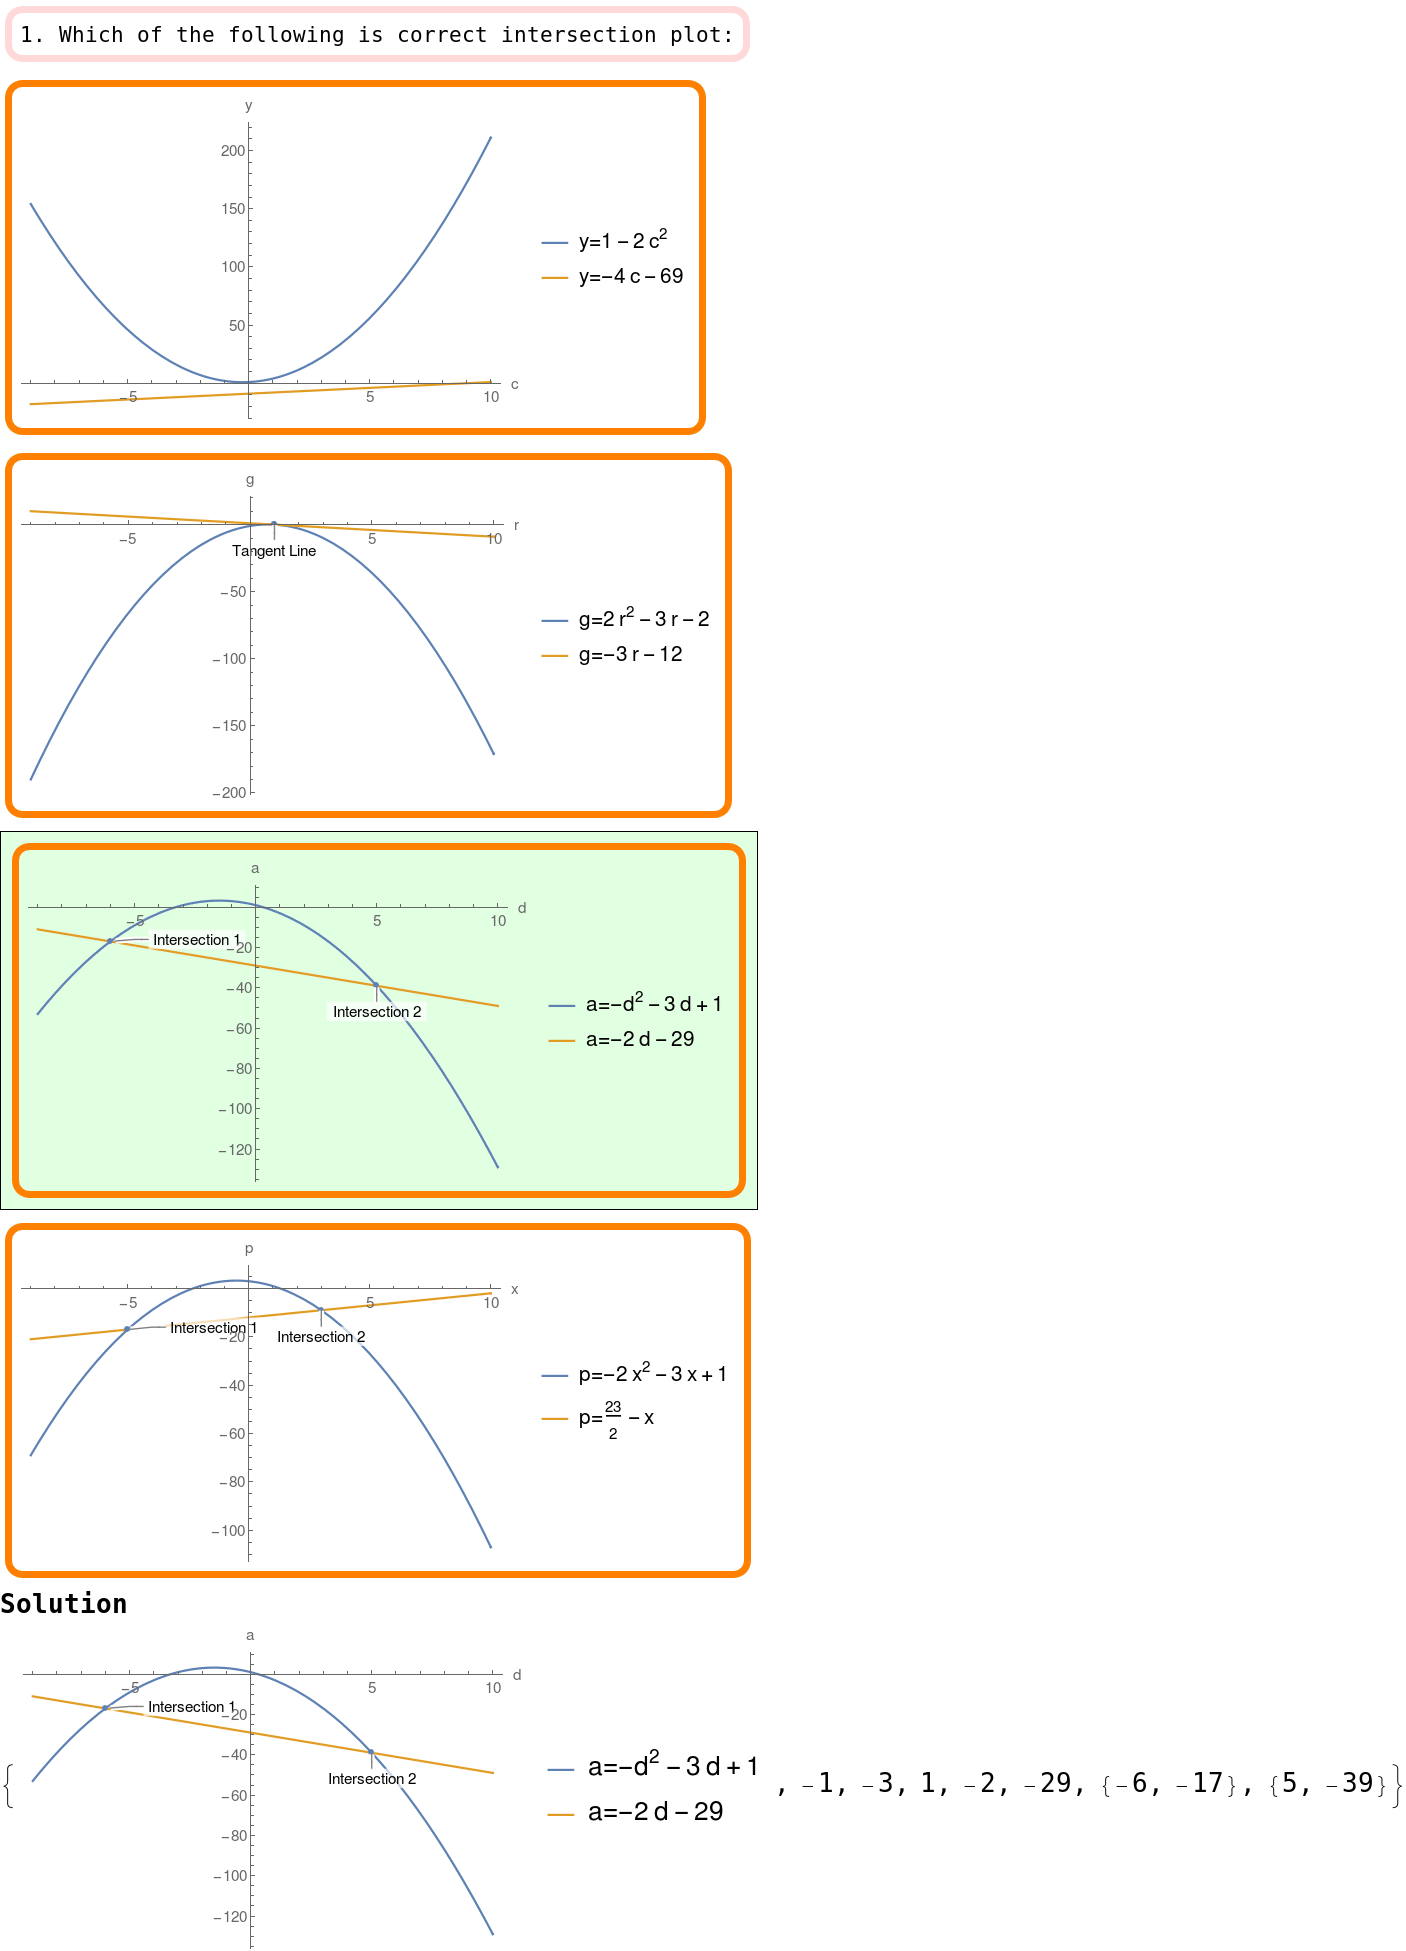 1. Which of the following is correct intersection plot:
y
200
150
100
50
-5 5 10 c
y=1-2 c²
y=-4 c-69
g
-5 5 10 r
Tangent Line
-50
-100
-150
-200
g=2 r²-3 r-2
g=-3 r-12
a
-5 5 10 d
Intersection 1
-20
-40
Intersection 2
-60
-80
-100
-120
a=-d²-3 d+1
a=-2 d-29
p
-5 5 10 x
Intersection 1
-20
Intersection 2
-40
-60
-80
-100
p=-2 x²-3 x+1
p=23/2-x
Solution
a
-5 5 10 d
Intersection 1
-20
-40
Intersection 2
-60
-80
-100
-120
a=-d²-3 d+1
a=-2 d-29
{ , -1, -3, 1, -2, -29, {-6, -17}, {5, -39}}